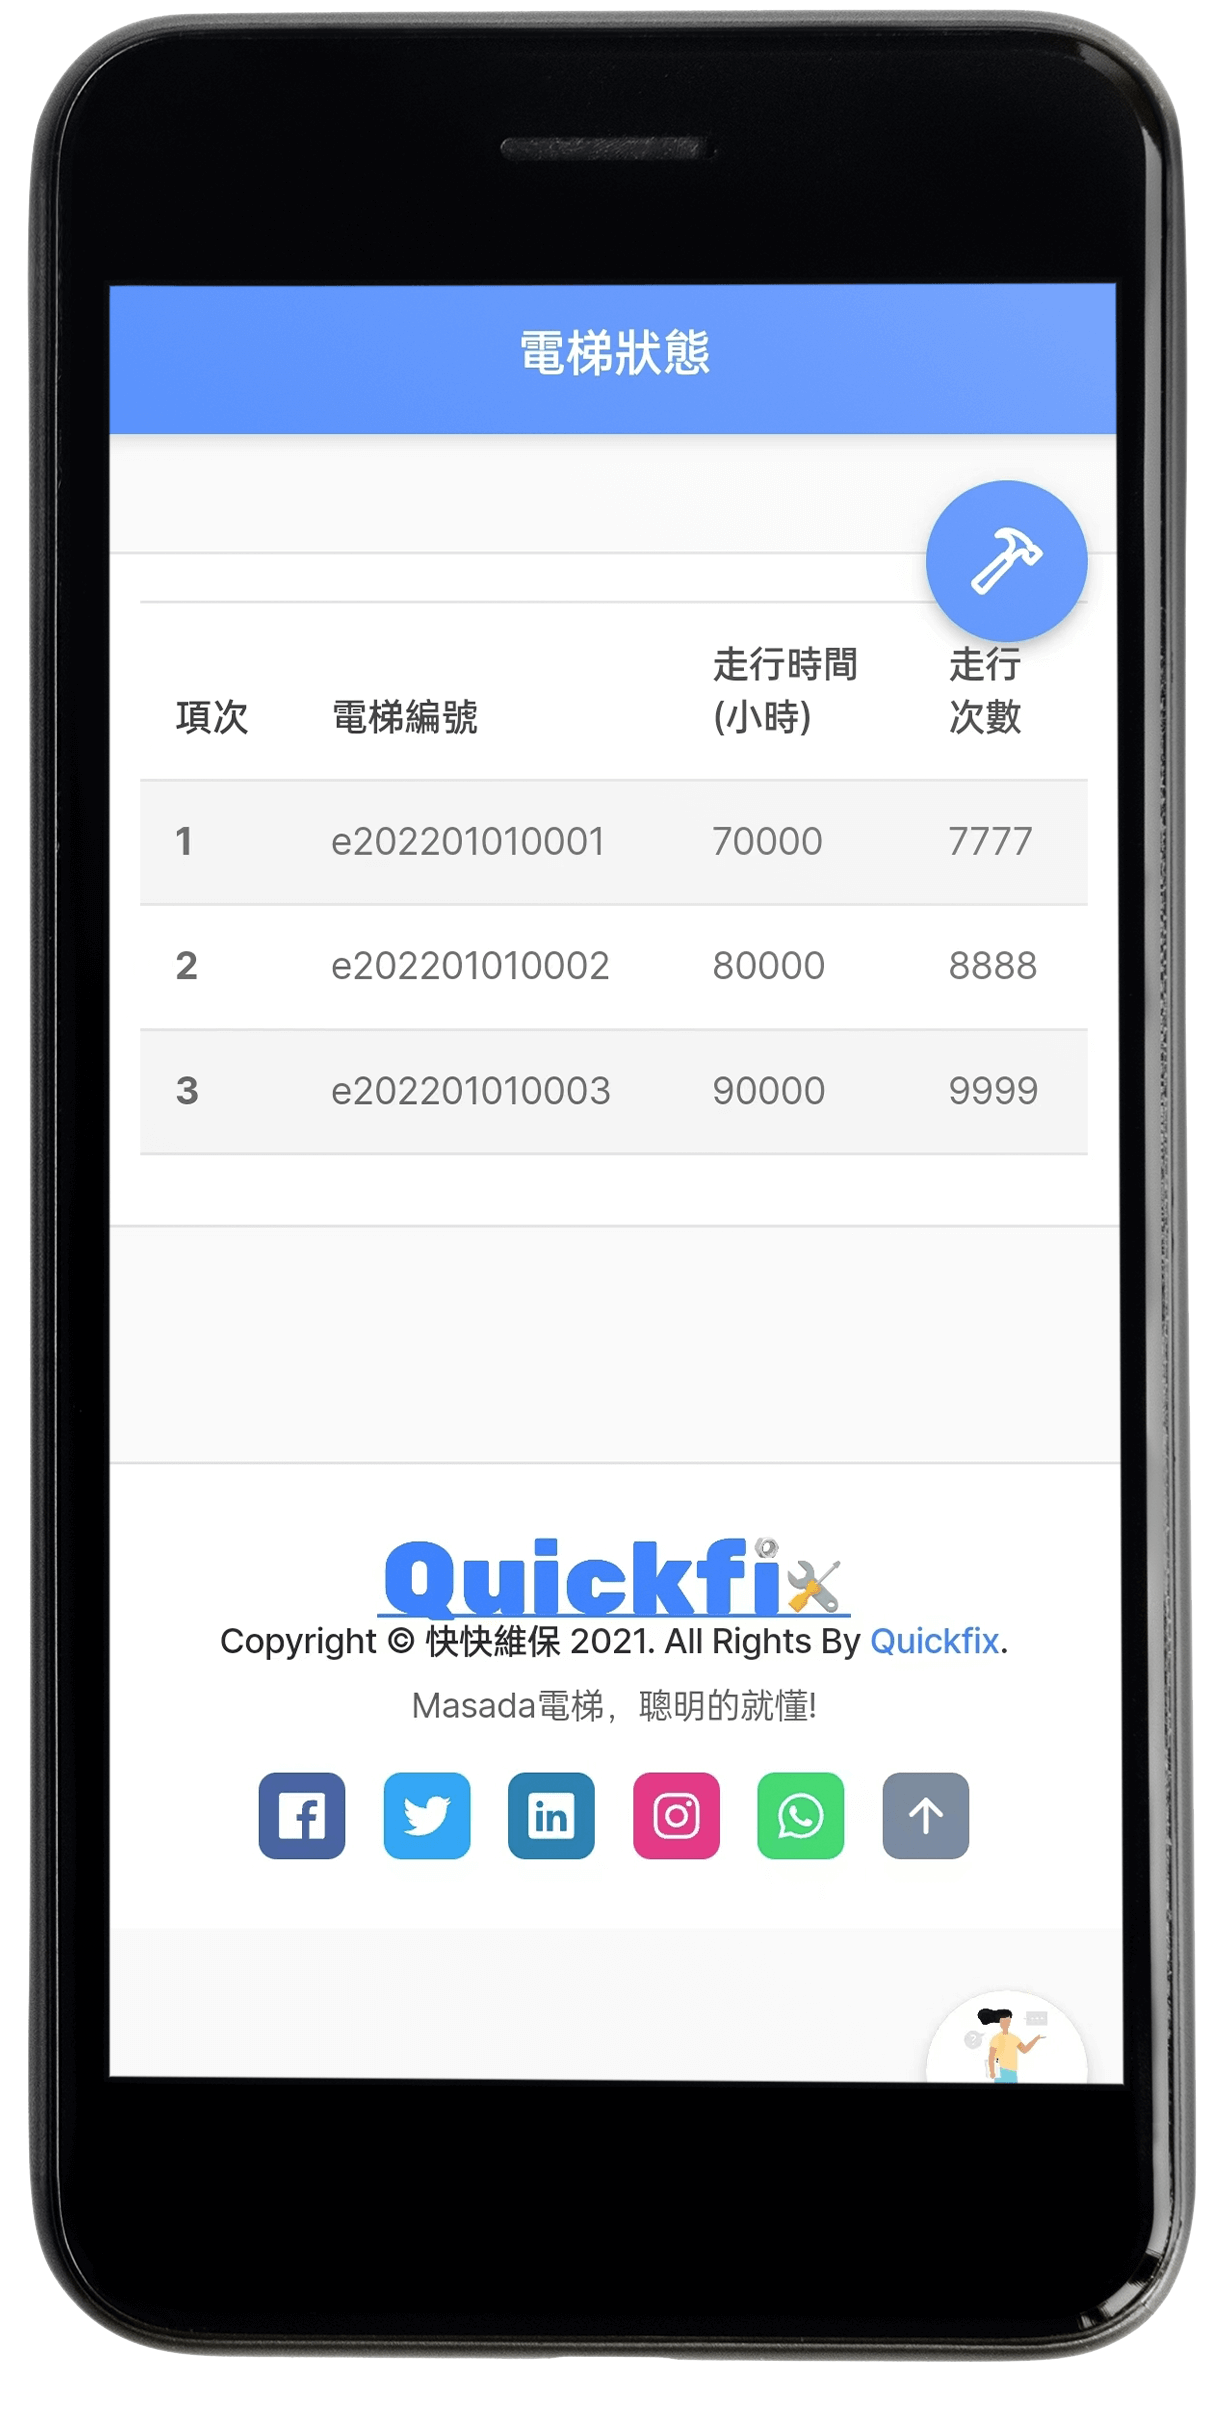 電梯狀態
項次 電梯編號 走行時間(小時) 走行次數
1 e202201010001 70000 7777
2 e202201010002 80000 8888
3 e202201010003 90000 9999
Quickfix
Copyright © 快快維保 2021. All Rights By Quickfix.
Masada電梯，聰明的就懂!